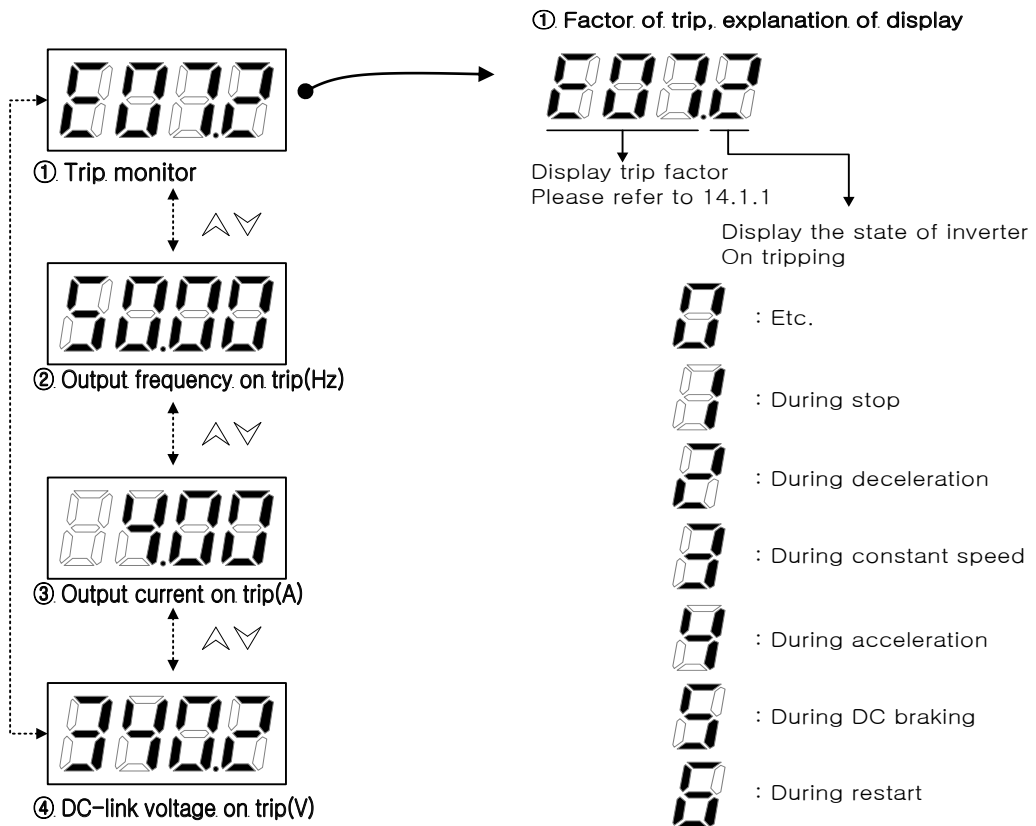 E07.2
① Trip monitor
50.00
② Output frequency on trip(Hz)
4.00
③ Output current on trip(A)
340.2
④ DC-link voltage on trip(V)
① Factor of trip, explanation of display
E07.2
Display trip factor
Please refer to 14.1.1
Display the state of inverter
On tripping
0 : Etc.
1 : During stop
2 : During deceleration
3 : During constant speed
4 : During acceleration
5 : During DC braking
6 : During restart